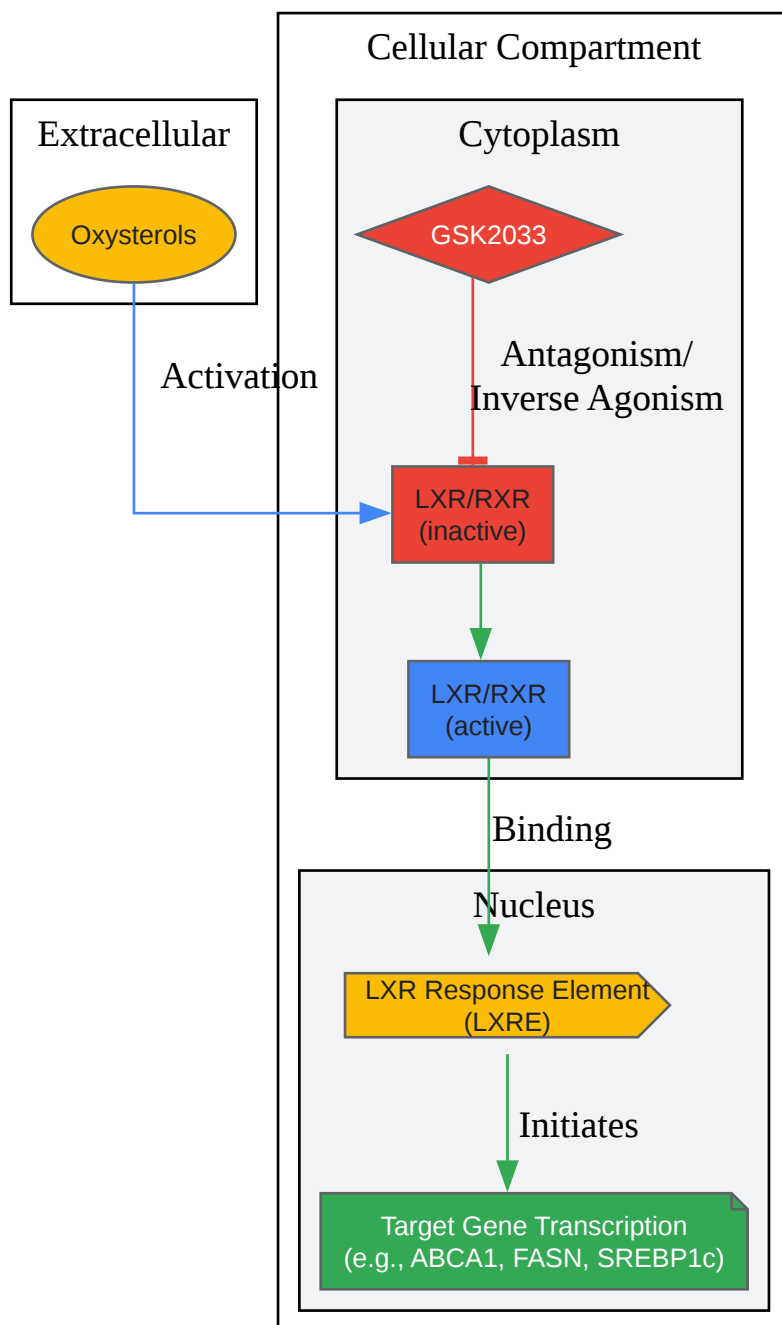 Cellular Compartment
Extracellular
Cytoplasm
Oxysterols
GSK2033
Activation
Antagonism/
Inverse Agonism
LXR/RXR
(inactive)
LXR/RXR
(active)
Binding
Nucleus
LXR Response Element
(LXRE)
Initiates
Target Gene Transcription
(e.g., ABCA1, FASN, SREBP1c)